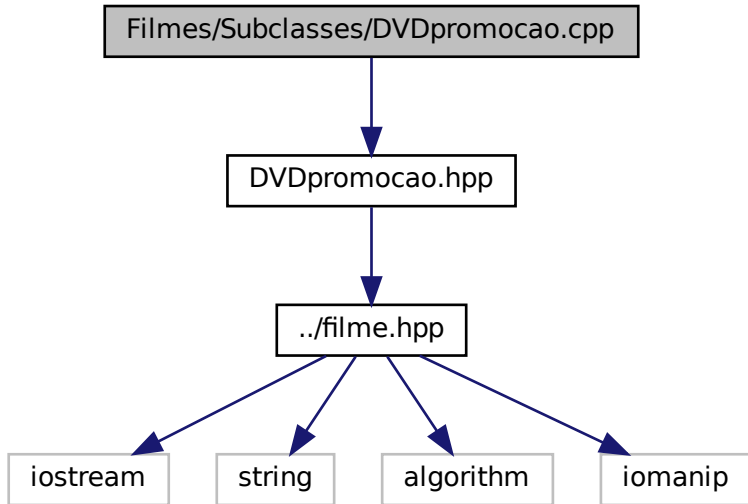 Filmes/Subclasses/DVDpromocao.cpp
DVDpromocao.hpp
../filme.hpp
iostream
string
algorithm
iomanip